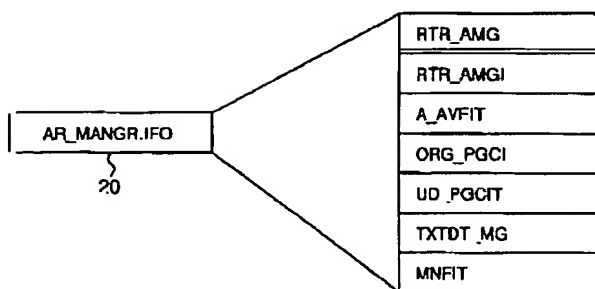 RTR_AMG
RTR_AMGI
AR_MANGR.IFO
A_AVFIT
20
ORG_PGCI
UD_PGCIT
TXTDT_MG
MNFIT